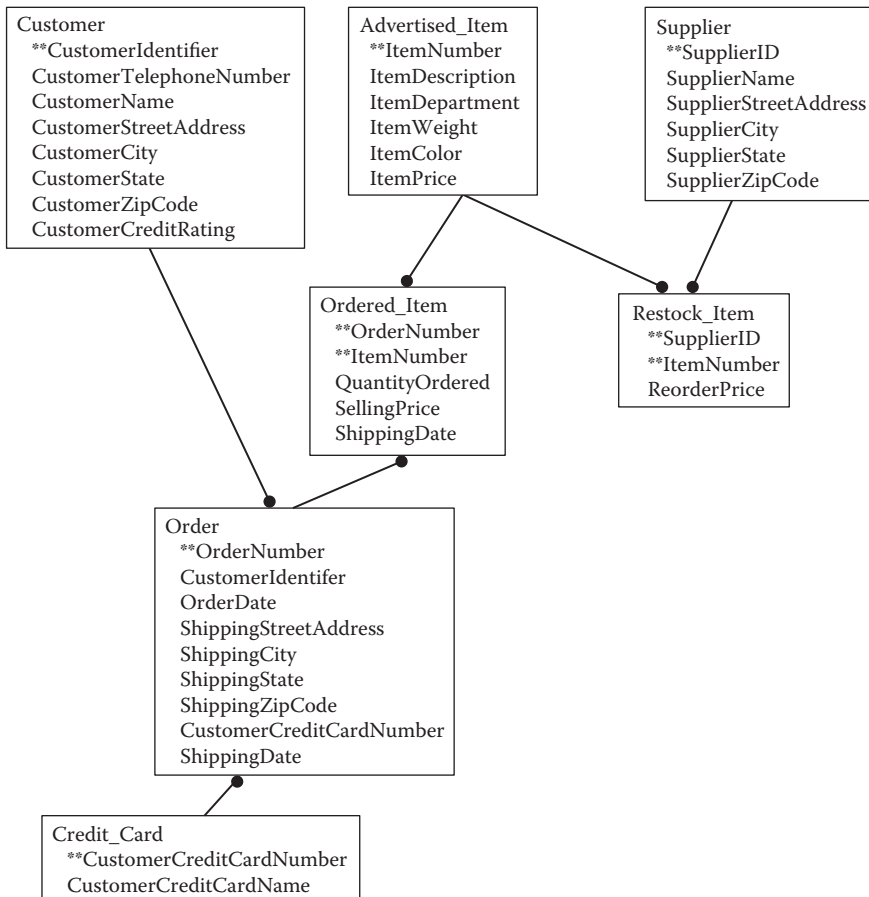 Customer
**CustomerIdentifier
CustomerTelephoneNumber
CustomerName
CustomerStreetAddress
CustomerCity
CustomerState
CustomerZipCode
CustomerCreditRating
Advertised_Item
**ItemNumber
ItemDescription
ItemDepartment
ItemWeight
ItemColor
ItemPrice
Supplier
**SupplierID
SupplierName
SupplierStreetAddress
SupplierCity
SupplierState
SupplierZipCode
Ordered_Item
**OrderNumber
**ItemNumber
QuantityOrdered
SellingPrice
ShippingDate
Restock_Item
**SupplierID
**ItemNumber
ReorderPrice
Order
**OrderNumber
CustomerIdentifer
OrderDate
ShippingStreetAddress
ShippingCity
ShippingState
ShippingZipCode
CustomerCreditCardNumber
ShippingDate
Credit_Card
**CustomerCreditCardNumber
CustomerCreditCardName